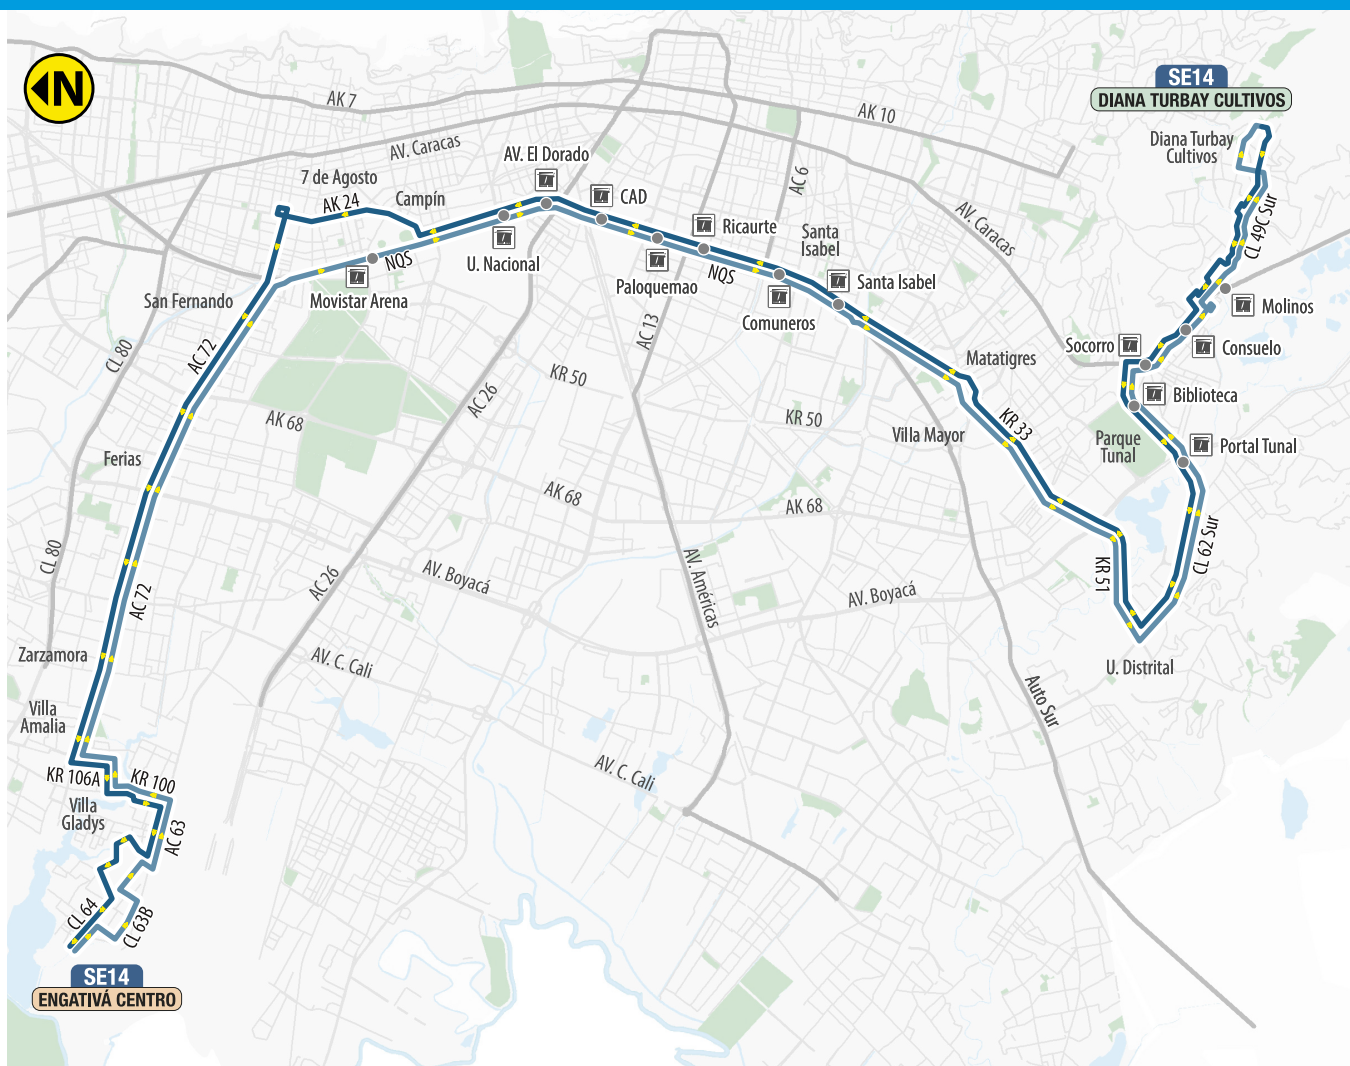 N
SE14
DIANA TURBAY CULTIVOS
AK 7
AK 10
AV. Caracas
AV. El Dorado
Diana Turbay
Cultivos
7 de Agosto
AK 24
Campín
CAD
AC 6
Ricaurte
Santa
Isabel
AV. Caracas
CL 49C Sur
U. Nacional
NQS
Movistar Arena
Paloquemao
NQS
Santa Isabel
Comuneros
San Fernando
Molinos
CL 80
AC 72
AC 13
Socorro
Consuelo
Matatigres
KR 50
AC 26
Biblioteca
AK 68
KR 50
KR 33
Villa Mayor
Parque
Tunal
Portal Tunal
Ferias
AK 68
AK 68
CL 80
AC 72
AC 26
AV. Boyacá
AV. Américas
AV. Boyacá
KR 51
CL 62 Sur
Zarzamora
AV. C. Cali
U. Distrital
Villa
Amalia
Auto Sur
KR 106A
KR 100
AV. C. Cali
Villa
Gladys
AC 63
CL 64
CL 63B
SE14
ENGATIVÁ CENTRO